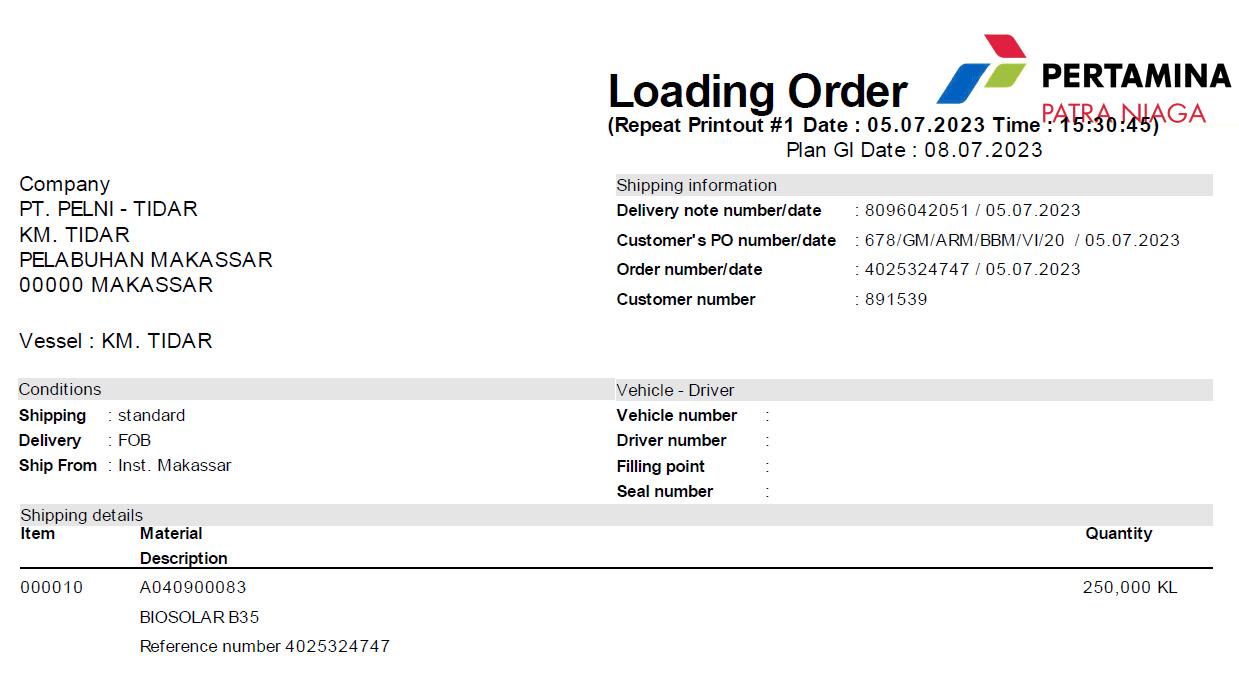 PERTAMINA
PATRA NIAGA
Loading Order
(Repeat Printout #1 Date : 05.07.2023 Time : 15:30:45)
Plan GI Date : 08.07.2023
Company
PT. PELNI - TIDAR
KM. TIDAR
PELABUHAN MAKASSAR
00000 MAKASSAR
Vessel : KM. TIDAR
Shipping information
Delivery note number/date : 8096042051 / 05.07.2023
Customer's PO number/date : 678/GM/ARM/BBM/VI/20 / 05.07.2023
Order number/date : 4025324747 / 05.07.2023
Customer number : 891539
Conditions
Shipping : standard
Delivery : FOB
Ship From : Inst. Makassar
Vehicle - Driver
Vehicle number :
Driver number :
Filling point :
Seal number :
Shipping details
Item Material Quantity
Description
000010 A040900083 250,000 KL
BIOSOLAR B35
Reference number 4025324747